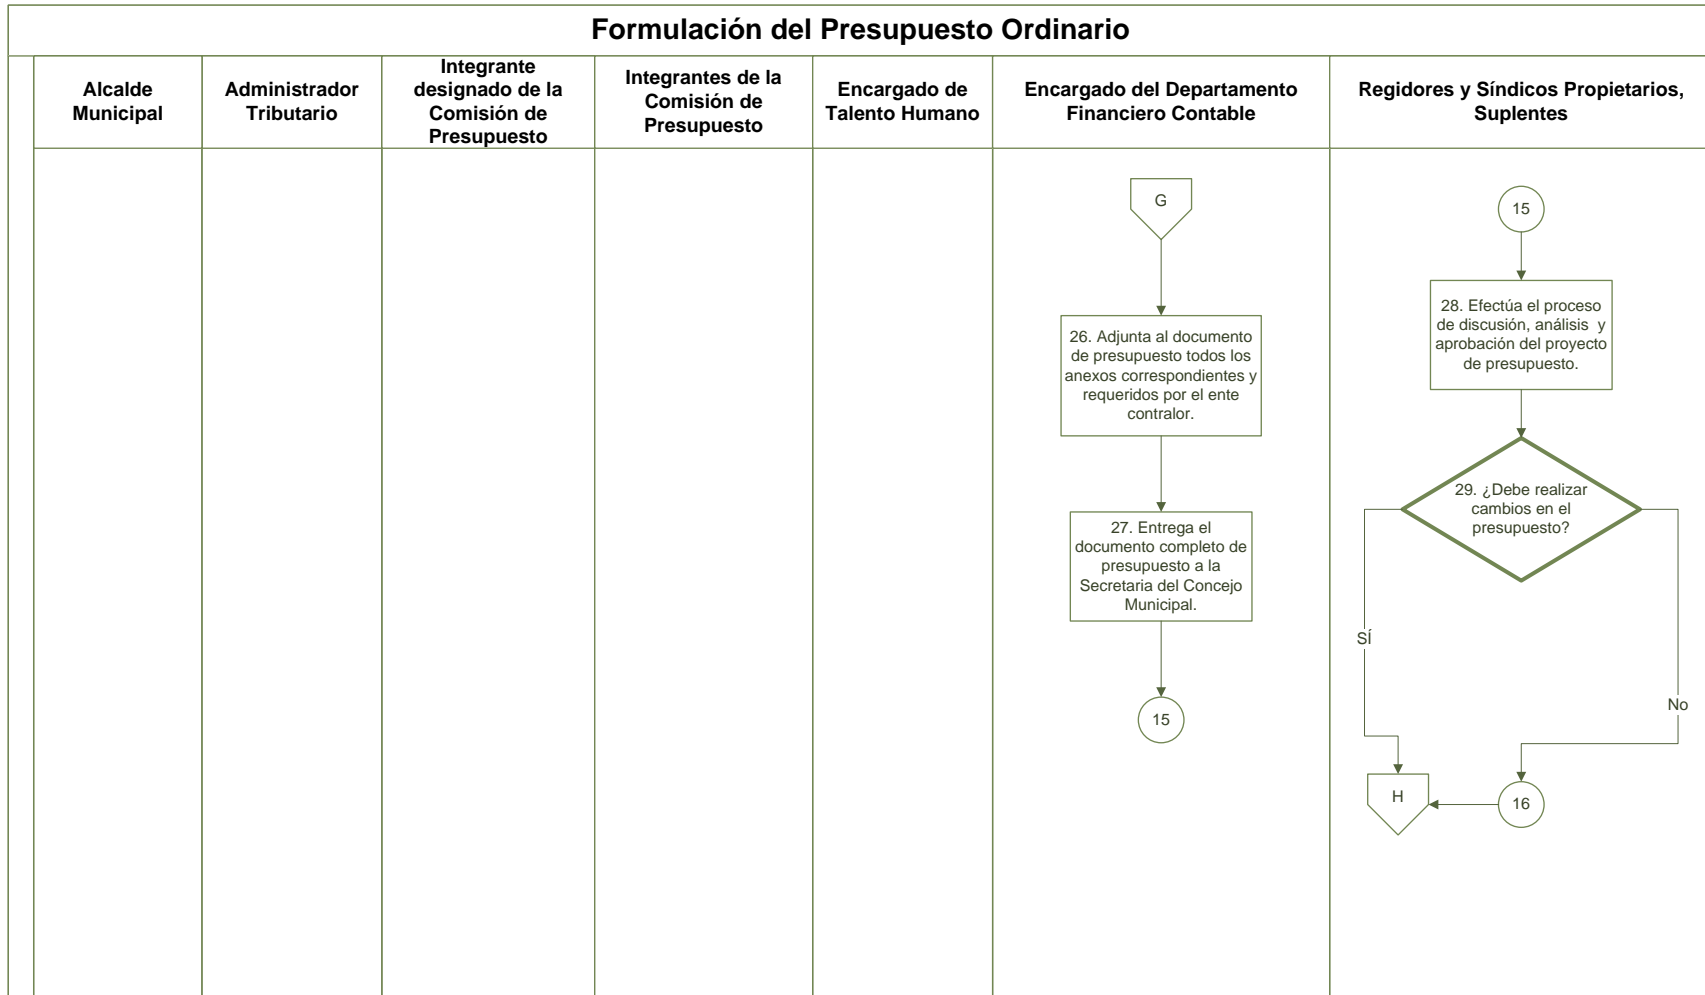 Formulación del Presupuesto Ordinario
Alcalde
Municipal
Administrador
Tributario
Integrante
designado de la
Comisión de
Presupuesto
Integrantes de la
Comisión de
Presupuesto
Encargado de
Talento Humano
Encargado del Departamento
Financiero Contable
Regidores y Síndicos Propietarios,
Suplentes
G
26. Adjunta al documento
de presupuesto todos los
anexos correspondientes y
requeridos por el ente
contralor.
27. Entrega el
documento completo de
presupuesto a la
Secretaria del Concejo
Municipal.
15
15
28. Efectúa el proceso
de discusión, análisis  y
aprobación del proyecto
de presupuesto.
29. ¿Debe realizar
cambios en el
presupuesto?
SÍ
No
H
16